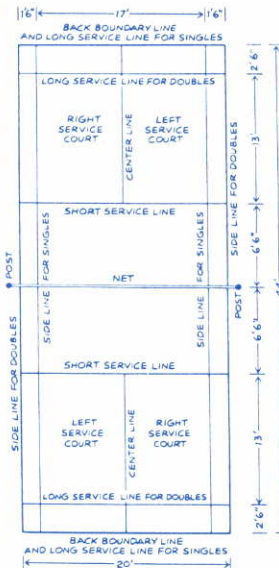 BACK BOUNDARY LINE
1'6" 17' 1'6"
AND LONG SERVICE LINE FOR SINGLES
LONG SERVICE LINE FOR DOUBLES
RIGHT SERVICE COURT
CENTER LINE
LEFT SERVICE COURT
2'6"
13'
SIDE LINE FOR DOUBLES
SHORT SERVICE LINE
SIDE LINE FOR SINGLES
SIDE LINE FOR SINGLES
6'6"
POST
NET
POST
6'6"
SIDE LINE FOR DOUBLES
SHORT SERVICE LINE
LEFT SERVICE COURT
CENTER LINE
RIGHT SERVICE COURT
13'
LONG SERVICE LINE FOR DOUBLES
2'6"
BACK BOUNDARY LINE
AND LONG SERVICE LINE FOR SINGLES
20'